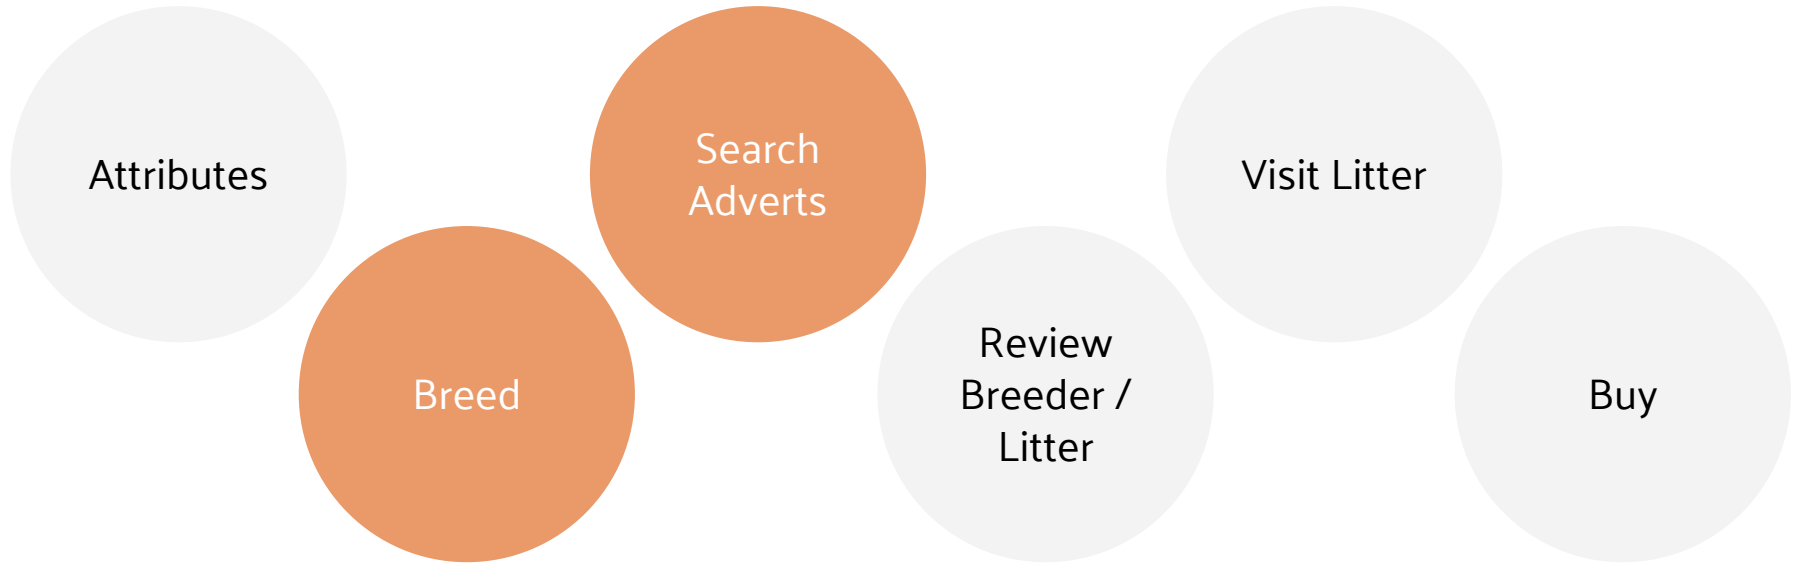 Attributes
Breed
Search
Adverts
Review
Breeder /
Litter
Visit Litter
Buy